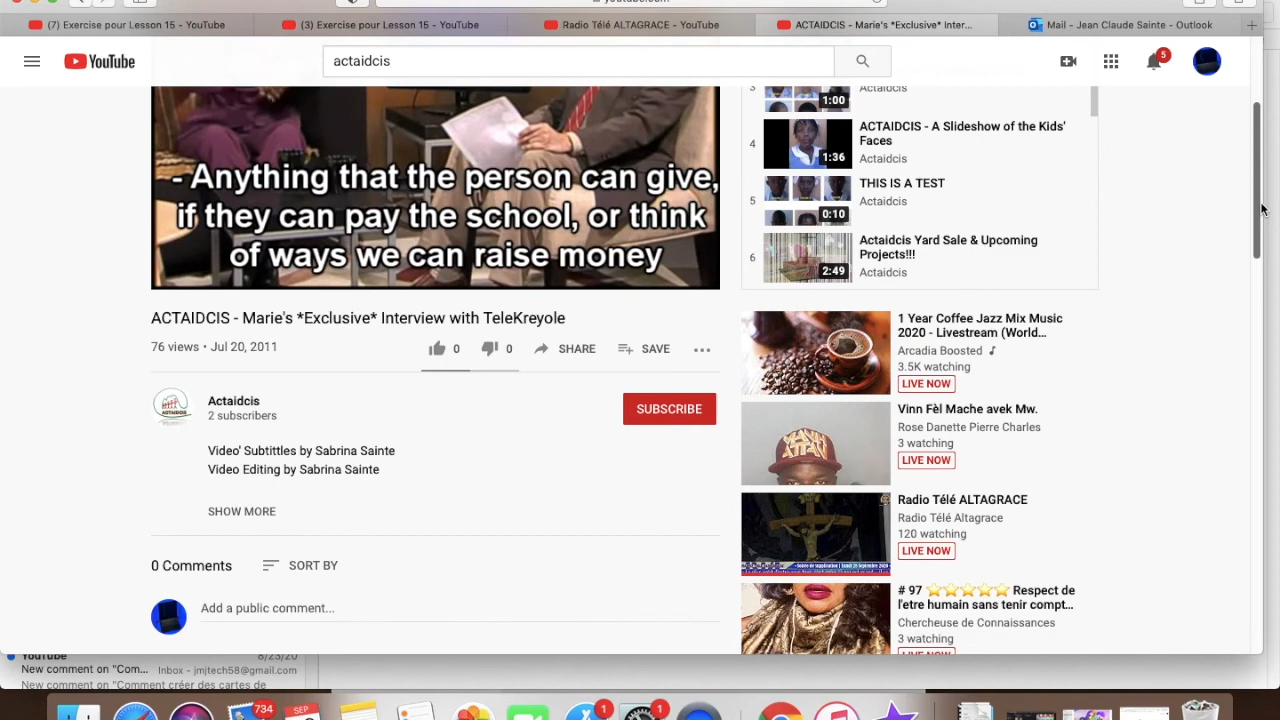 youtube.com
(7) Exercise pour Lesson 15 - YouTube
(3) Exercise pour Lesson 15 - YouTube
Radio Télé ALTAGRACE - YouTube
ACTAIDCIS - Marie's *Exclusive* Inter...
Mail - Jean Claude Sainte - Outlook
YouTube
actaidcis
5
- Anything that the person can give,
if they can pay the school, or think
of ways we can raise money
ACTAIDCIS - Marie's *Exclusive* Interview with TeleKreyole
76 views • Jul 20, 2011
0
0
SHARE
SAVE
Actaidcis
2 subscribers
SUBSCRIBE
Video' Subtittles by Sabrina Sainte
Video Editing by Sabrina Sainte
SHOW MORE
0 Comments
SORT BY
Add a public comment...
3
1:00
Actaidcis
4
1:36
ACTAIDCIS - A Slideshow of the Kids'
Faces
Actaidcis
5
0:10
THIS IS A TEST
Actaidcis
6
2:49
Actaidcis Yard Sale & Upcoming
Projects!!!
Actaidcis
1 Year Coffee Jazz Mix Music
2020 - Livestream (World...
Arcadia Boosted
3.5K watching
LIVE NOW
Vinn Fèl Mache avek Mw.
Rose Danette Pierre Charles
3 watching
LIVE NOW
Radio Télé ALTAGRACE
Radio Télé Altagrace
120 watching
LIVE NOW
# 97 ⭐⭐⭐⭐⭐ Respect de
l'etre humain sans tenir compt...
Chercheuse de Connaissances
3 watching
LIVE NOW
YouTube
8/23/20
New comment on "Com...
Inbox - jmjtech58@gmail.com
New comment on "Comment créer des cartes de
734
SEP
1
1